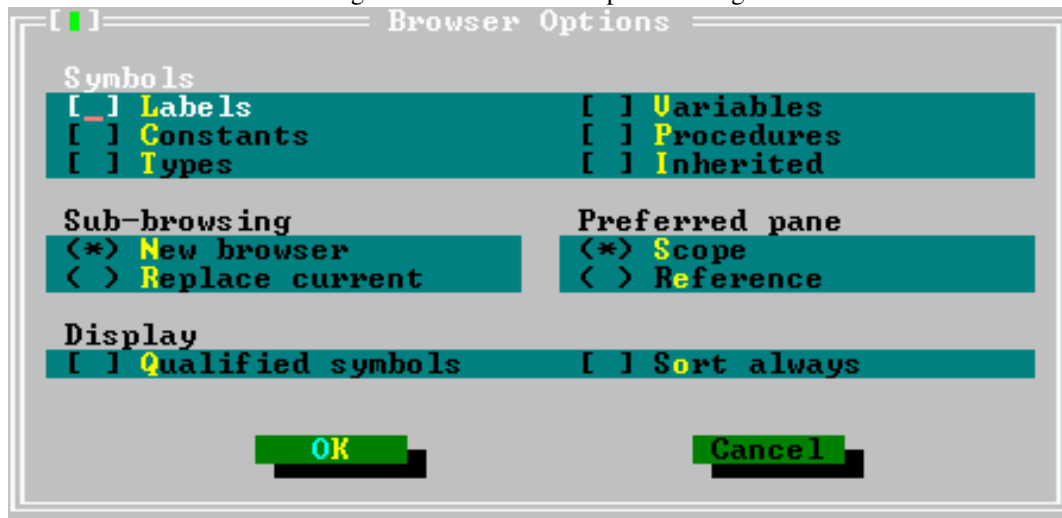 [▮] Browser Options
Symbols
[_] Labels [ ] Variables
[ ] Constants [ ] Procedures
[ ] Types [ ] Inherited
Sub-browsing Preferred pane
(*) New browser (*) Scope
( ) Replace current ( ) Reference
Display
[ ] Qualified symbols [ ] Sort always
OK Cancel